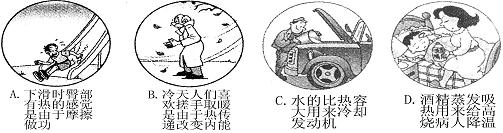 A. 下滑时臀部
有热的感觉
是由于摩擦
做功
B. 冷天人们喜
欢搓手取暖
是由于热传
递改变内能
C. 水的比热容
大用来冷却
发动机
D. 酒精蒸发吸
热用来给高
烧病人降温